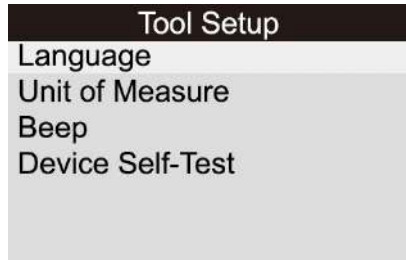 Tool Setup
Language
Unit of Measure
Beep
Device Self-Test